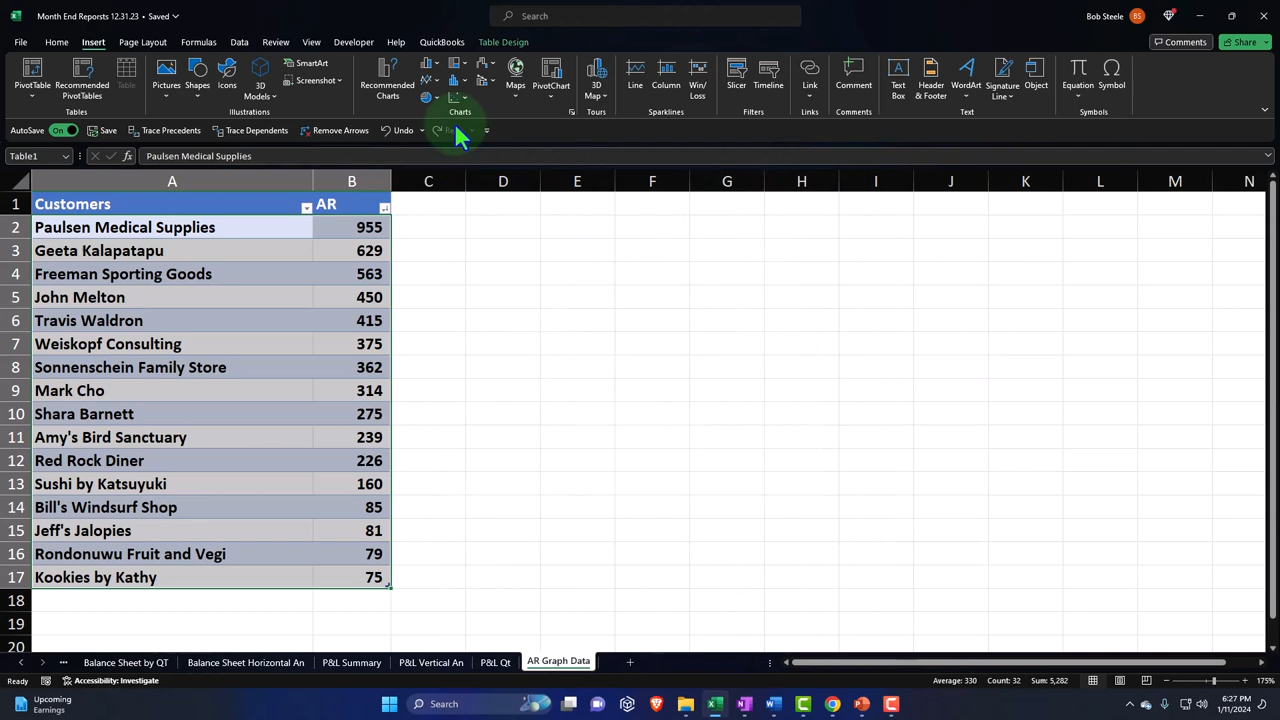 Month End Reporsts 12.31.23 • Saved
Search
Bob Steele BS
File Home Insert Page Layout Formulas Data Review View Developer Help QuickBooks Table Design
Comments Share
PivotTable Recommended PivotTables Table
Pictures Shapes Icons 3D Models SmartArt Screenshot
Recommended Charts Maps PivotChart
3D Map Line Column Win/Loss
Slicer Timeline Link Comment
Text Box Header & Footer WordArt Signature Line Object
Equation Symbol
Tables Illustrations Charts Tours Sparklines Filters Links Comments Text Symbols
AutoSave On Save Trace Precedents Trace Dependents Remove Arrows Undo
Table1 fx Paulsen Medical Supplies
A B C D E F G H I J K L M N
1 Customers AR
2 Paulsen Medical Supplies 955
3 Geeta Kalapatapu 629
4 Freeman Sporting Goods 563
5 John Melton 450
6 Travis Waldron 415
7 Weiskopf Consulting 375
8 Sonnenschein Family Store 362
9 Mark Cho 314
10 Shara Barnett 275
11 Amy's Bird Sanctuary 239
12 Red Rock Diner 226
13 Sushi by Katsuyuki 160
14 Bill's Windsurf Shop 85
15 Jeff's Jalopies 81
16 Rondonuwu Fruit and Vegi 79
17 Kookies by Kathy 75
18
19
20
Balance Sheet by QT Balance Sheet Horizontal An P&L Summary P&L Vertical An P&L Qt AR Graph Data
Ready Accessibility: Investigate Average: 330 Count: 32 Sum: 5,282 175%
Upcoming
Earnings
Search
6:27 PM
1/11/2024